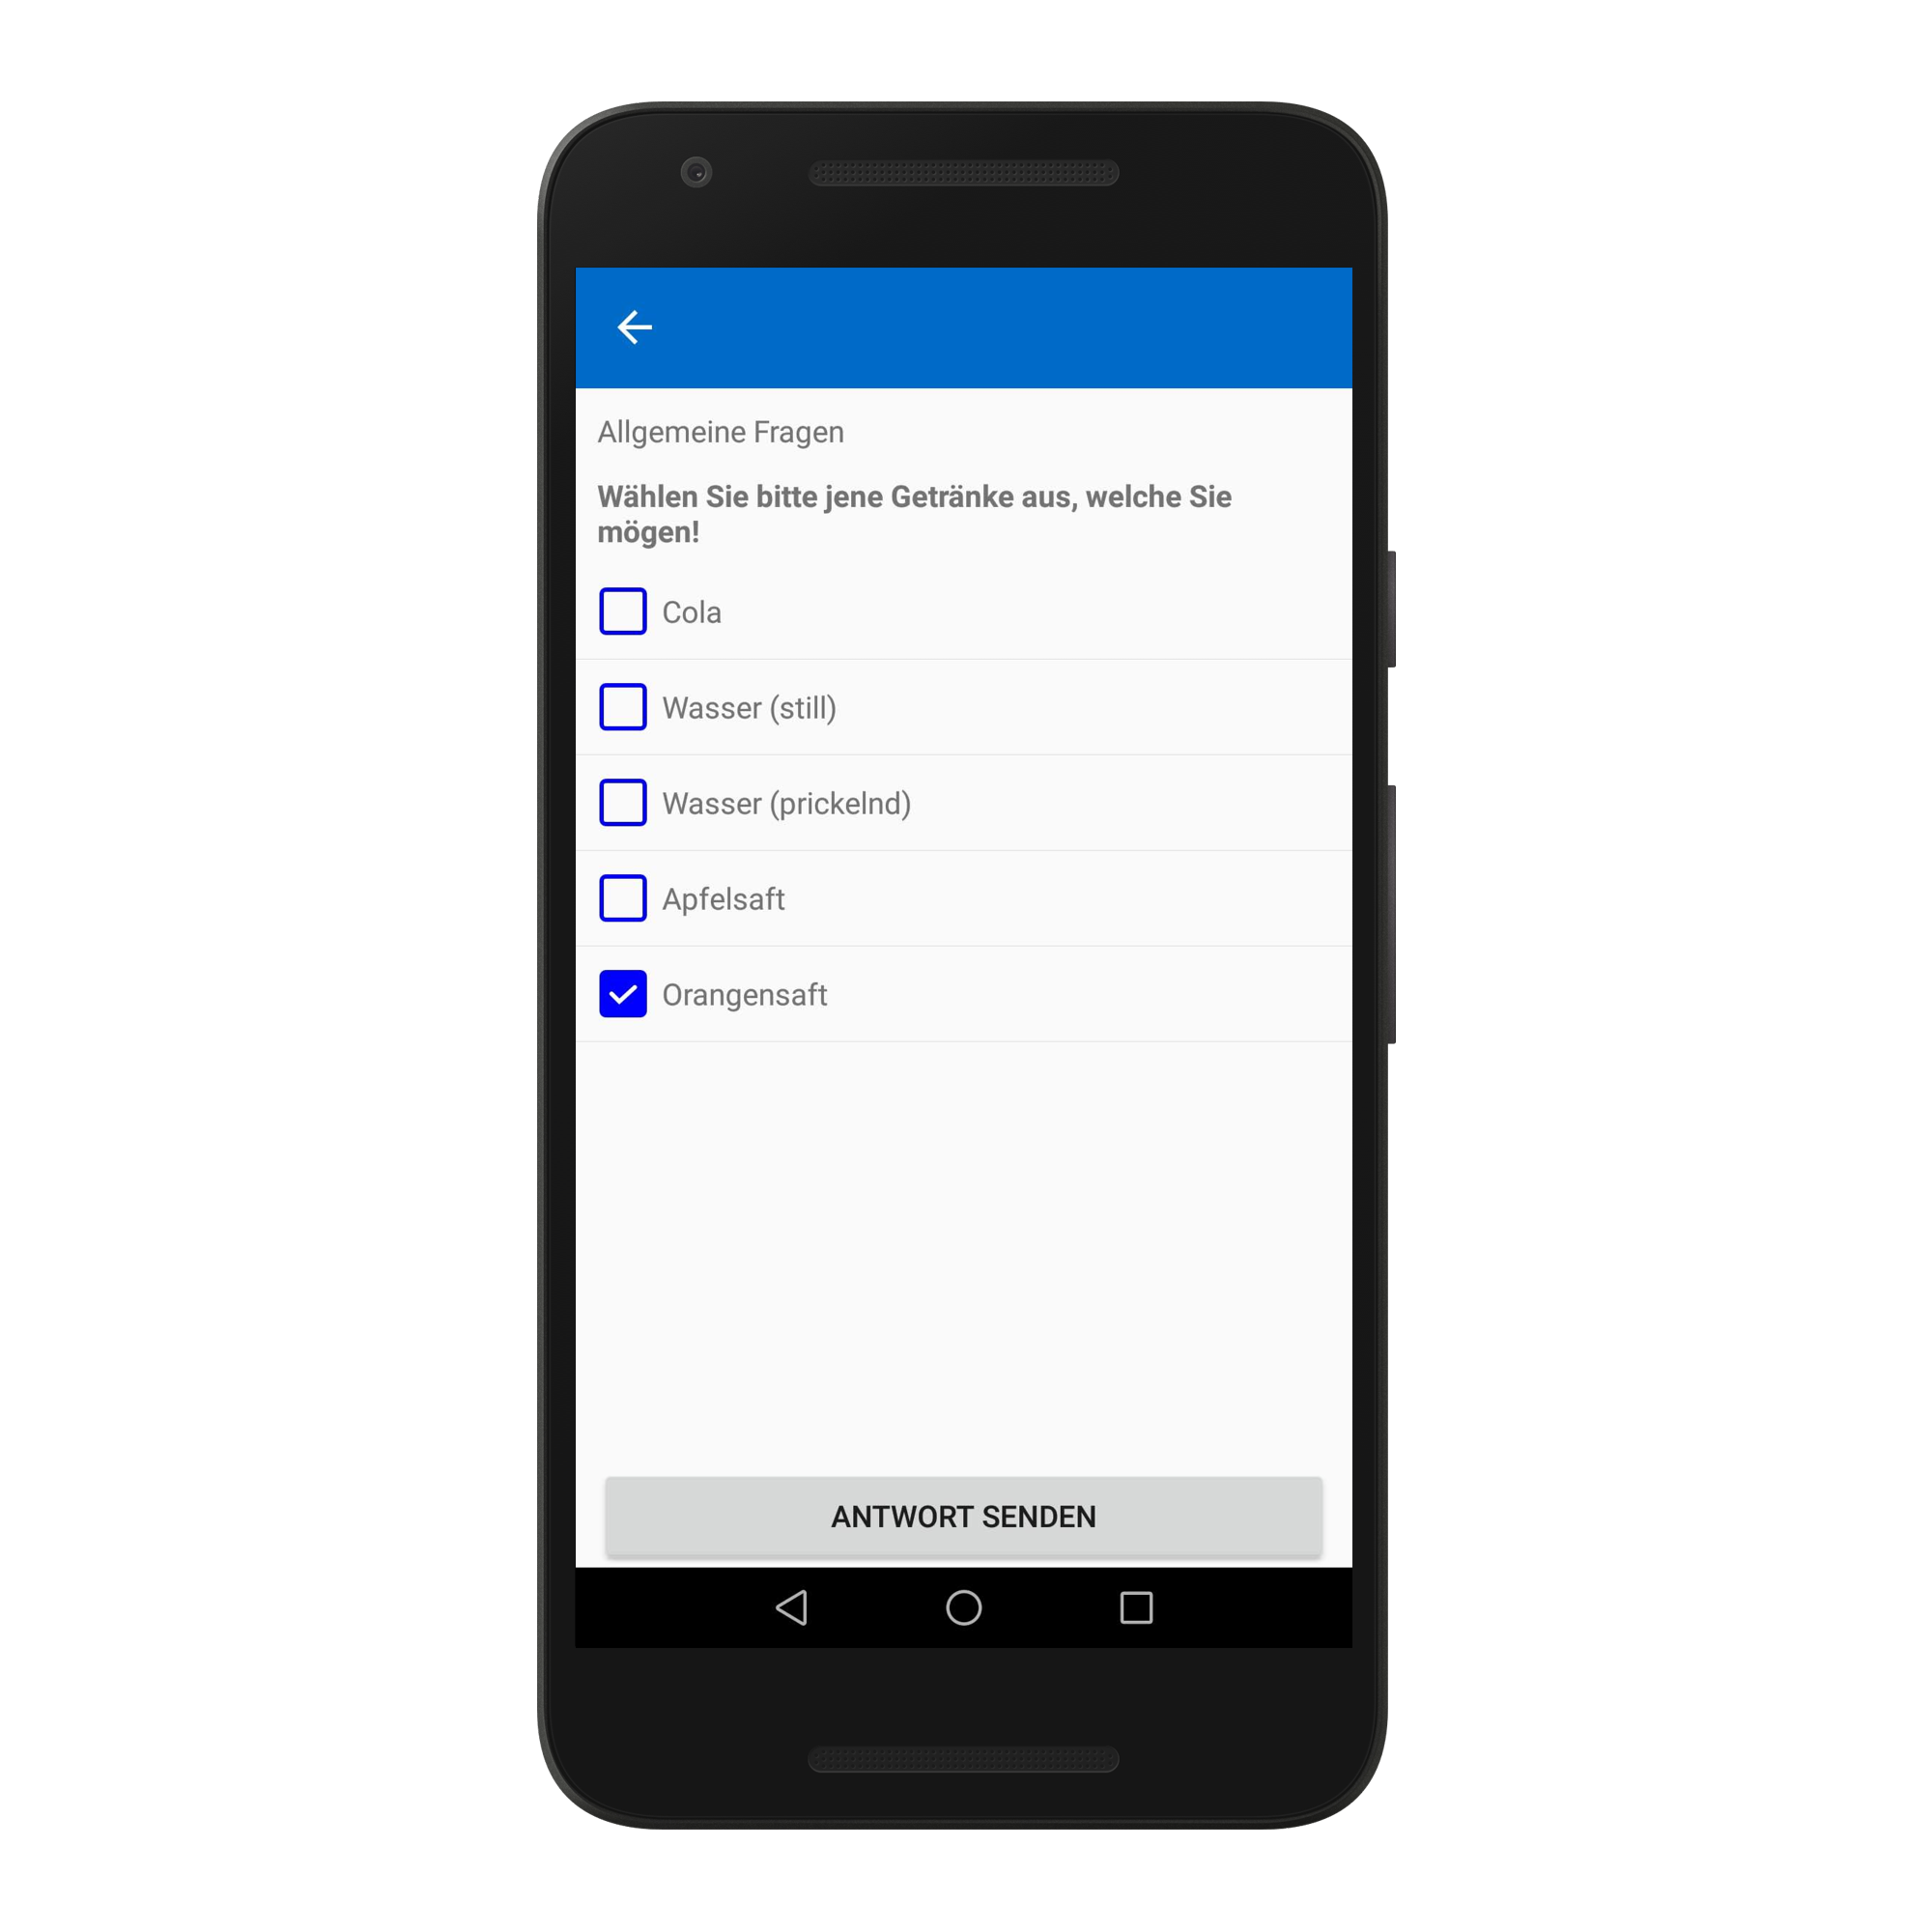 Allgemeine Fragen
Wählen Sie bitte jene Getränke aus, welche Sie
mögen!
Cola
Wasser (still)
Wasser (prickelnd)
Apfelsaft
Orangensaft
ANTWORT SENDEN